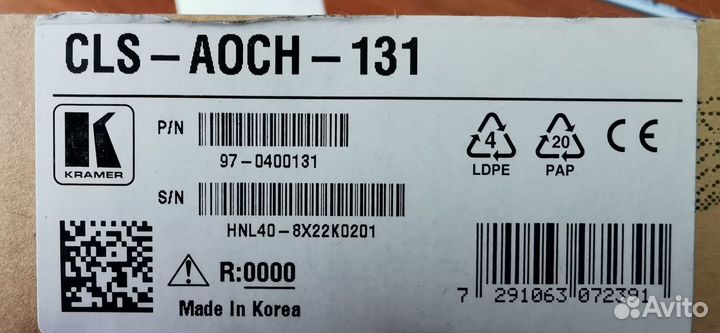 CLS-AOCH-131
KRAMER
P/N
97-0400131
S/N
HNL40-8X22K0201
4
LDPE
20
PAP
CE
R:0000
Made In Korea
7 291063 072391
Avito